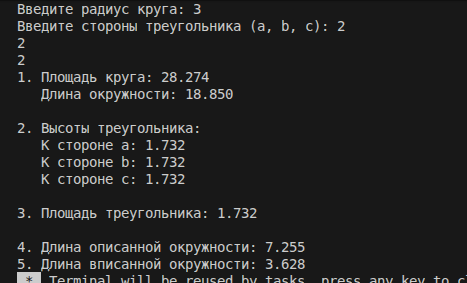 Введите радиус круга: 3
Введите стороны треугольника (a, b, c): 2
2
2
1. Площадь круга: 28.274
Длина окружности: 18.850
2. Высоты треугольника:
К стороне a: 1.732
К стороне b: 1.732
К стороне c: 1.732
3. Площадь треугольника: 1.732
4. Длина описанной окружности: 7.255
5. Длина вписанной окружности: 3.628
* Terminal will be reused by tasks, press any key to